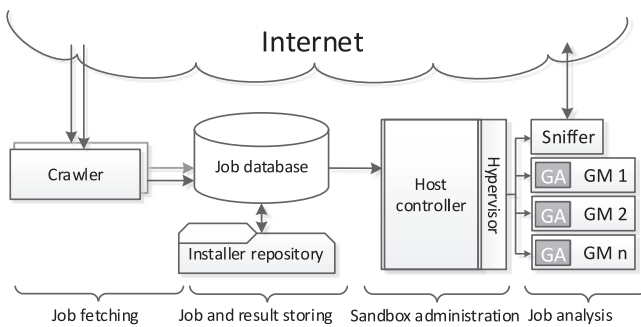 Internet
Crawler
Job database
Installer repository
Host
controller
Hypervisor
Sniffer
GA GM 1
GA GM 2
GA GM n
Job fetching
Job and result storing
Sandbox administration
Job analysis